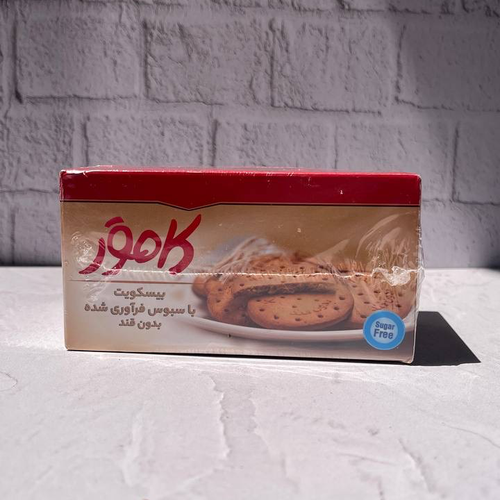 کامور
بیسکویت
با سبوس فرآوری شده
بدون قند
Sugar
Free